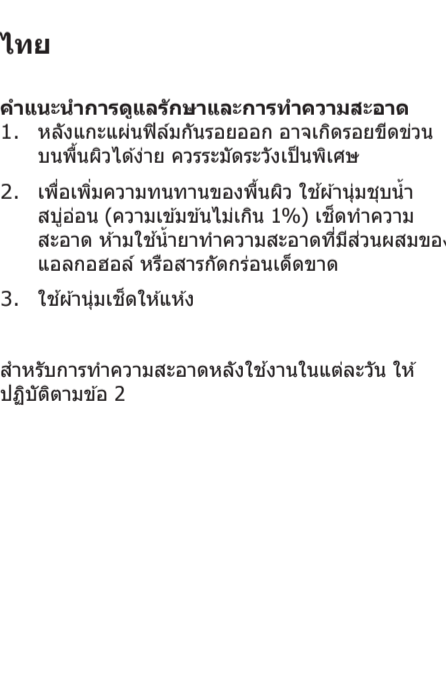 ไทย
คำแนะนำการดูแลรักษาและการทำความสะอาด
1. หลังแกะแผ่นฟิล์มกันรอยออก อาจเกิดรอยขีดข่วน
บนพื้นผิวได้ง่าย ควรระมัดระวังเป็นพิเศษ
2. เพื่อเพิ่มความทนทานของพื้นผิว ใช้ผ้านุ่มชุบน้ำ
สบู่อ่อน (ความเข้มข้นไม่เกิน 1%) เช็ดทำความ
สะอาด ห้ามใช้น้ำยาทำความสะอาดที่มีส่วนผสมของ
แอลกอฮอล์ หรือสารกัดกร่อนเด็ดขาด
3. ใช้ผ้านุ่มเช็ดให้แห้ง
สำหรับการทำความสะอาดหลังใช้งานในแต่ละวัน ให้
ปฏิบัติตามข้อ 2